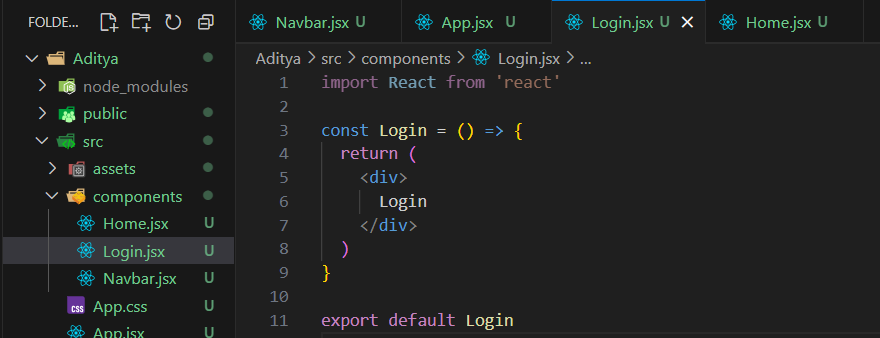 FOLDE...
Aditya
node_modules
public
src
assets
components
Home.jsx U
Login.jsx U
Navbar.jsx U
App.css
App.jsx
Navbar.jsx U
App.jsx U
Login.jsx U
Home.jsx U
Aditya > src > components > Login.jsx > ...
1 import React from 'react'
2
3 const Login = () => {
4 return (
5 <div>
6 Login
7 </div>
8 )
9 }
10
11 export default Login